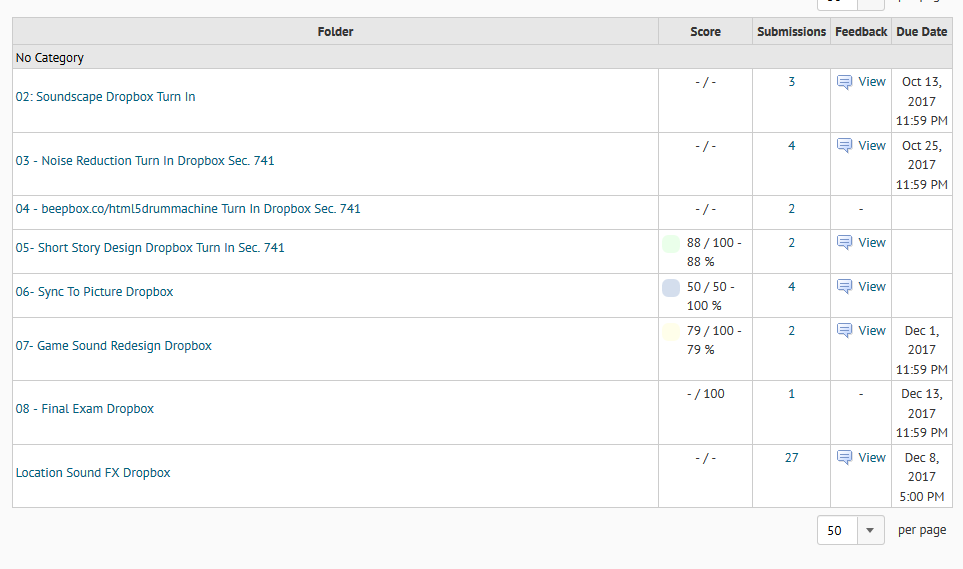 Folder Score Submissions Feedback Due Date
No Category
02: Soundscape Dropbox Turn In - / - 3 View Oct 13, 2017 11:59 PM
03 - Noise Reduction Turn In Dropbox Sec. 741 - / - 4 View Oct 25, 2017 11:59 PM
04 - beepbox.co/html5drummachine Turn In Dropbox Sec. 741 - / - 2 -
05- Short Story Design Dropbox Turn In Sec. 741 88 / 100 - 88 % 2 View
06- Sync To Picture Dropbox 50 / 50 - 100 % 4 View
07- Game Sound Redesign Dropbox 79 / 100 - 79 % 2 View Dec 1, 2017 11:59 PM
08 - Final Exam Dropbox - / 100 1 - Dec 13, 2017 11:59 PM
Location Sound FX Dropbox - / - 27 View Dec 8, 2017 5:00 PM
50 per page